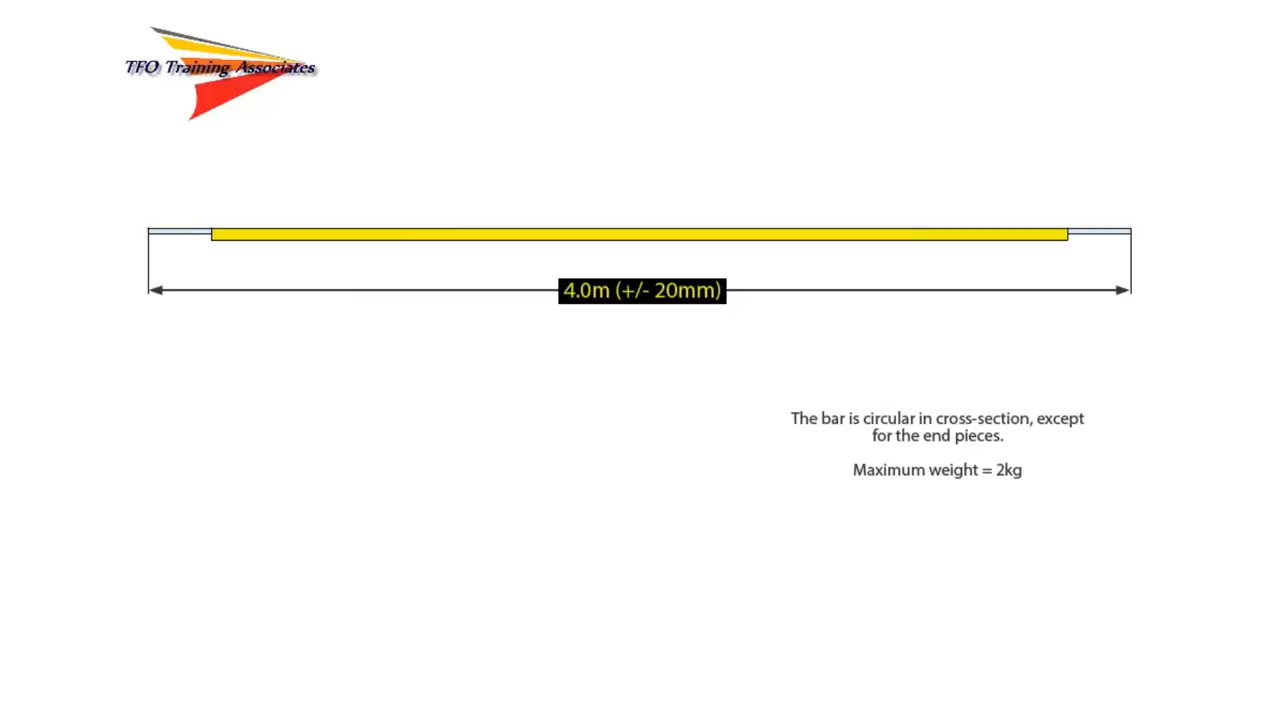 TFO Training Associates
4.0m (+/- 20mm)
The bar is circular in cross-section, except
for the end pieces.
Maximum weight = 2kg